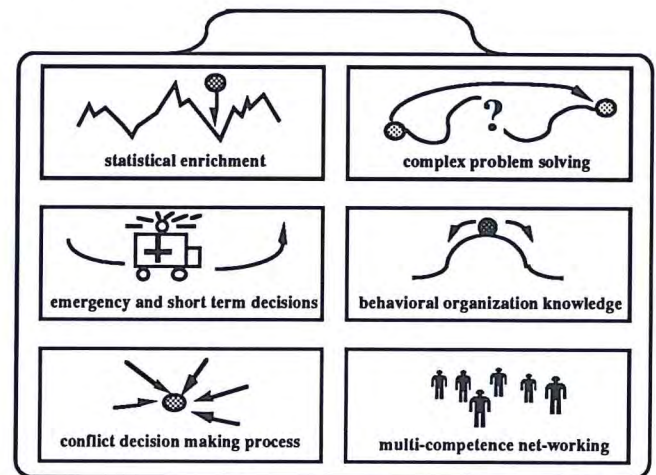 statistical enrichment
?
complex problem solving
emergency and short term decisions
behavioral organization knowledge
conflict decision making process
multi-competence net-working